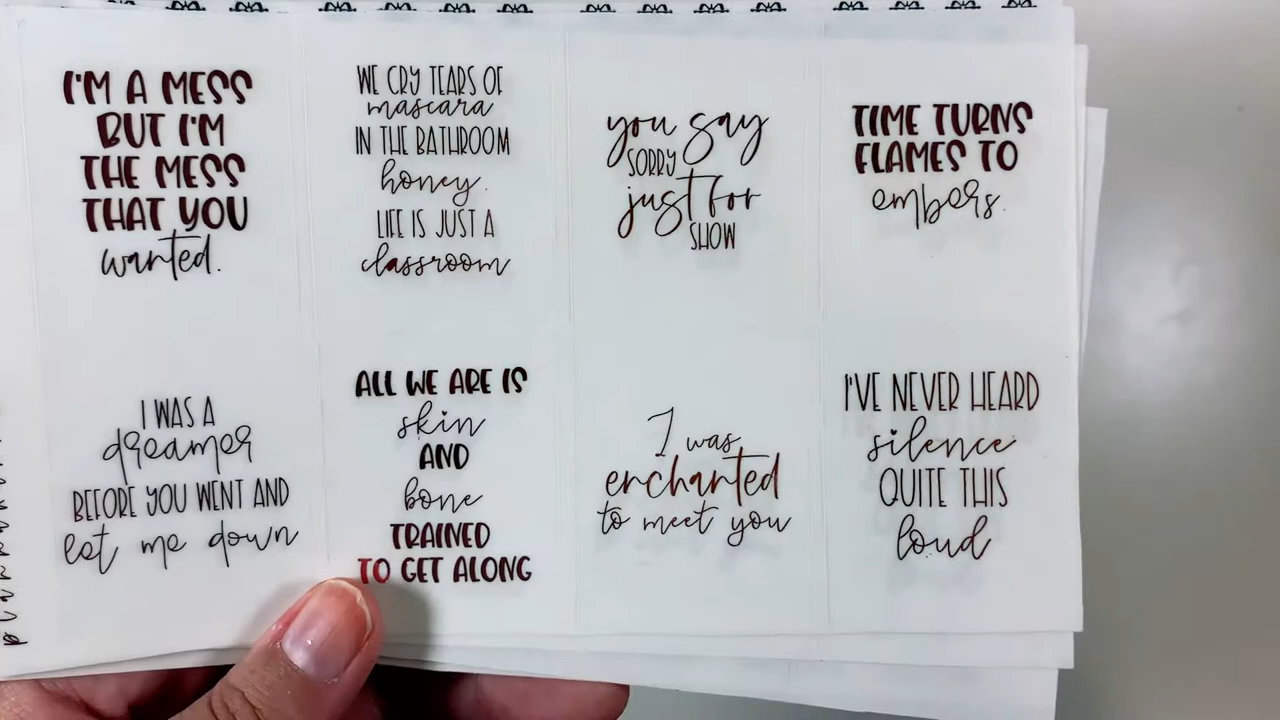 I'M A MESS
BUT I'M
THE MESS
THAT YOU
wanted.
WE CRY TEARS OF
mascara
IN THE BATHROOM
honey.
LIFE IS JUST A
classroom
you say
SORRY
just for
SHOW
TIME TURNS
FLAMES TO
embers.
I WAS A
dreamer
BEFORE YOU WENT AND
let me down
ALL WE ARE IS
skin
AND
bone
TRAINED
TO GET ALONG
I was
enchanted
to meet you
I'VE NEVER HEARD
silence
QUITE THIS
loud